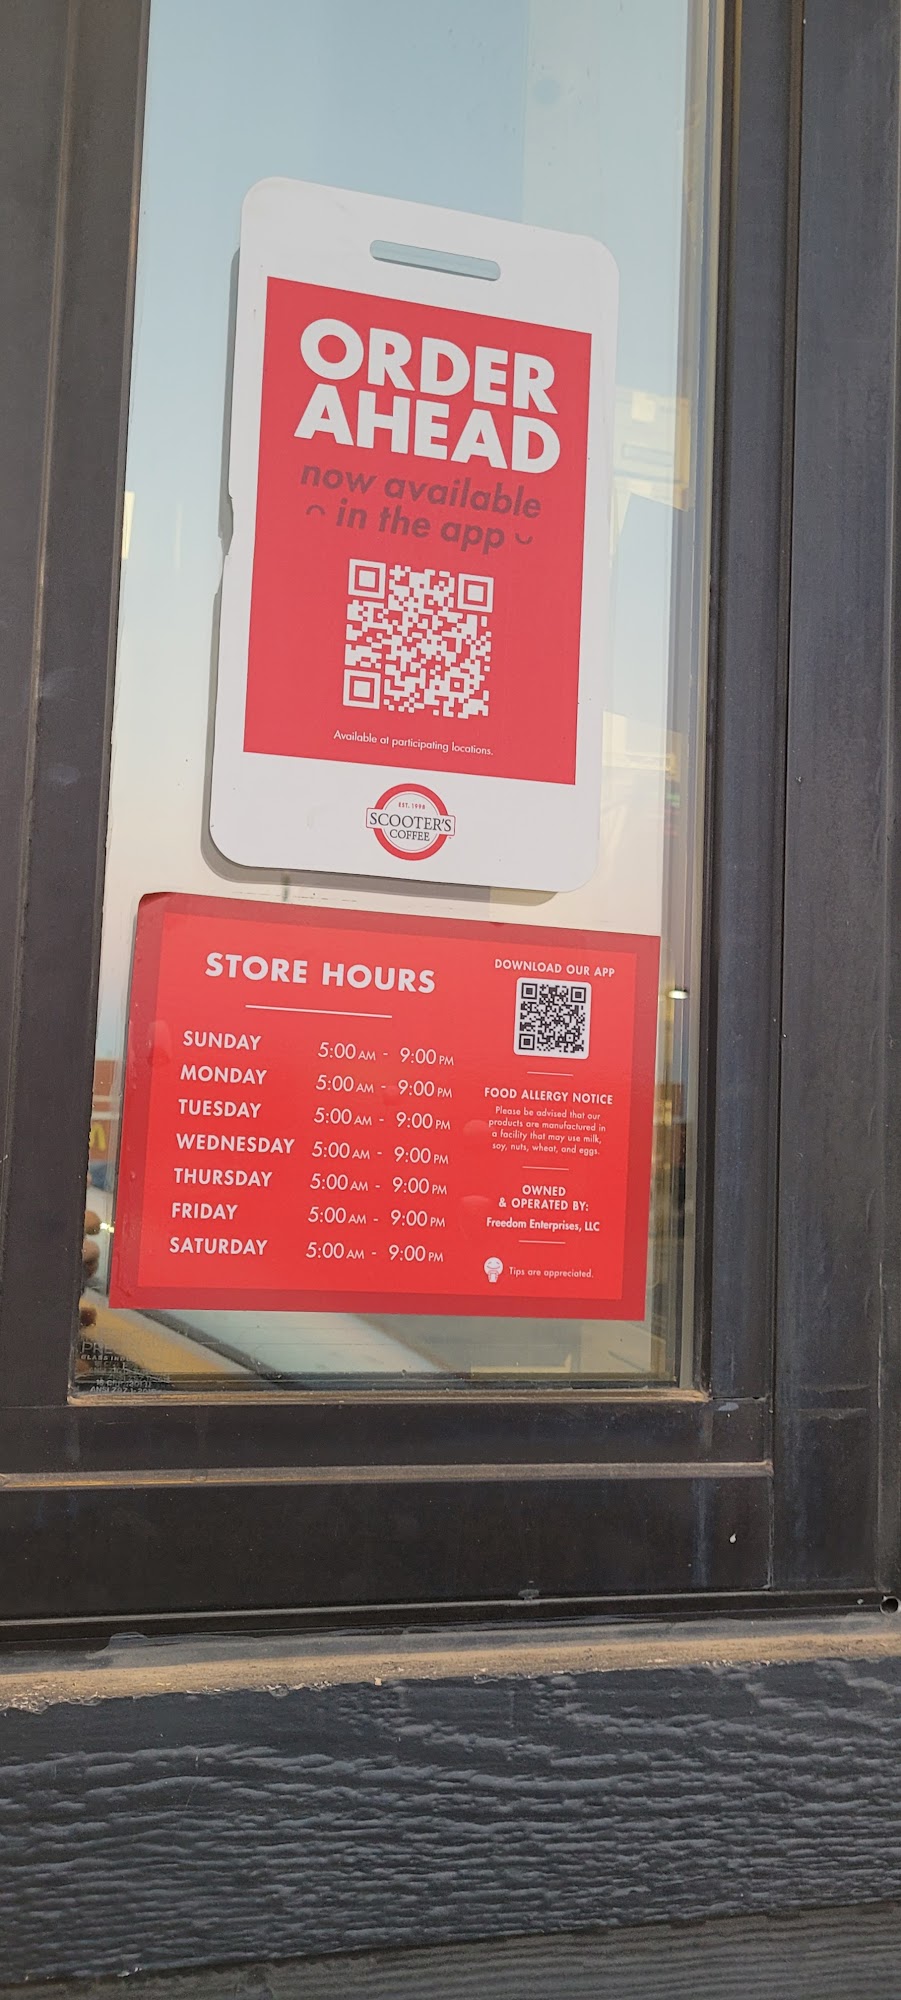 ORDER
AHEAD
now available
in the app
Available at participating locations.
EST. 1998
SCOOTER'S
COFFEE
STORE HOURS
SUNDAY 5:00 AM - 9:00 PM
MONDAY 5:00 AM - 9:00 PM
TUESDAY 5:00 AM - 9:00 PM
WEDNESDAY 5:00 AM - 9:00 PM
THURSDAY 5:00 AM - 9:00 PM
FRIDAY 5:00 AM - 9:00 PM
SATURDAY 5:00 AM - 9:00 PM
DOWNLOAD OUR APP
FOOD ALLERGY NOTICE
Please be advised that our
products are manufactured in
a facility that may use milk,
soy, nuts, wheat, and eggs.
OWNED
& OPERATED BY:
Freedom Enterprises, LLC
Tips are appreciated.